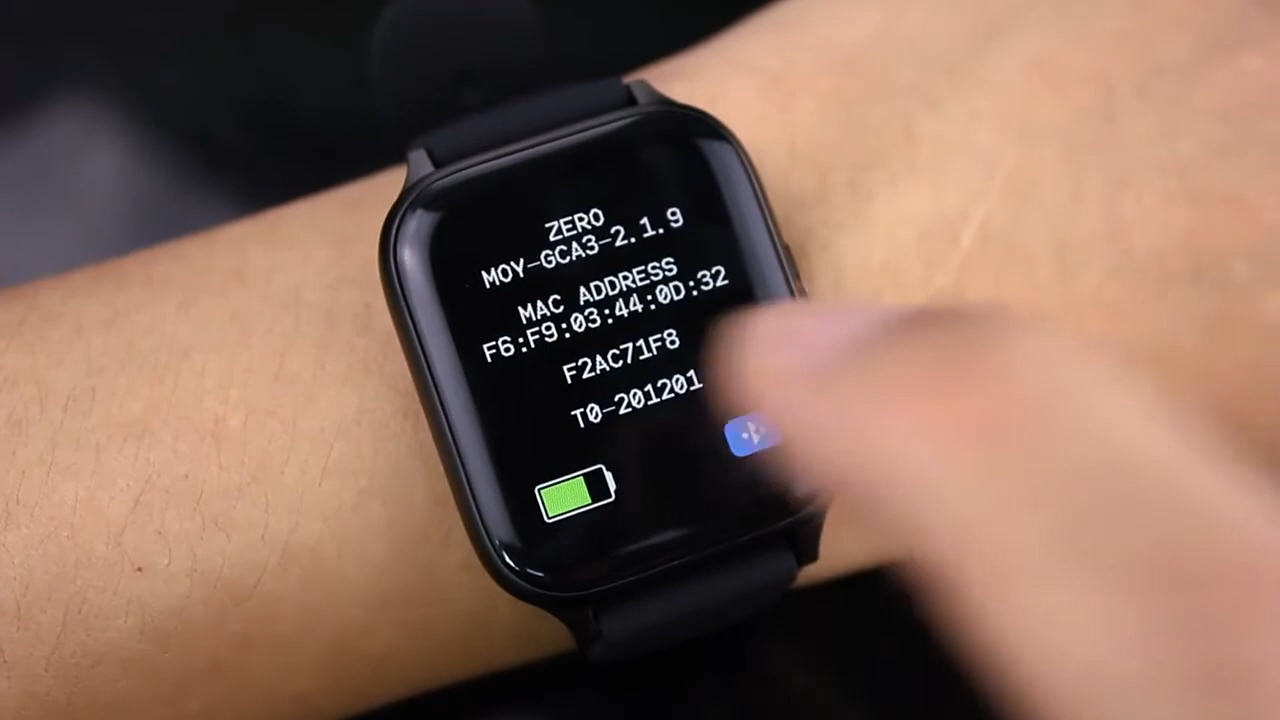 ZERO
MOY-GCA3-2.1.9
MAC ADDRESS
F6:F9:03:44:0D:32
F2AC71F8
T0-201201